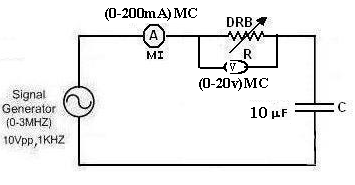 (0-200mA) MC
DRB
A
MI
R
V
(0-20v) MC
Signal
Generator
(0-3MHZ)
10Vpp,1KHZ
10 µF
C